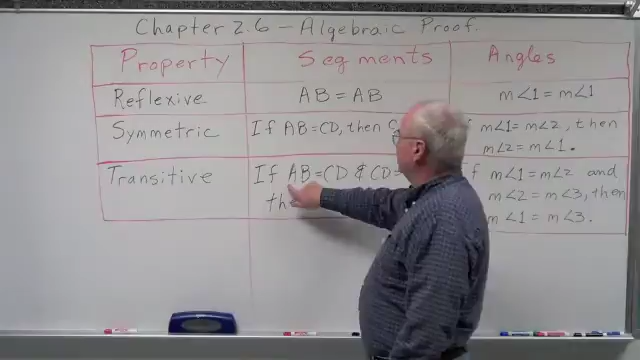 Chapter 2.6 – Algebraic Proof.
Property Segments Angles
Reflexive AB = AB m∠1 = m∠1
Symmetric If AB = CD, then m∠1 = m∠2, then
m∠2 = m∠1.
Transitive If AB = CD & CD = m∠1 = m∠2 and
m∠2 = m∠3, then
m∠1 = m∠3.